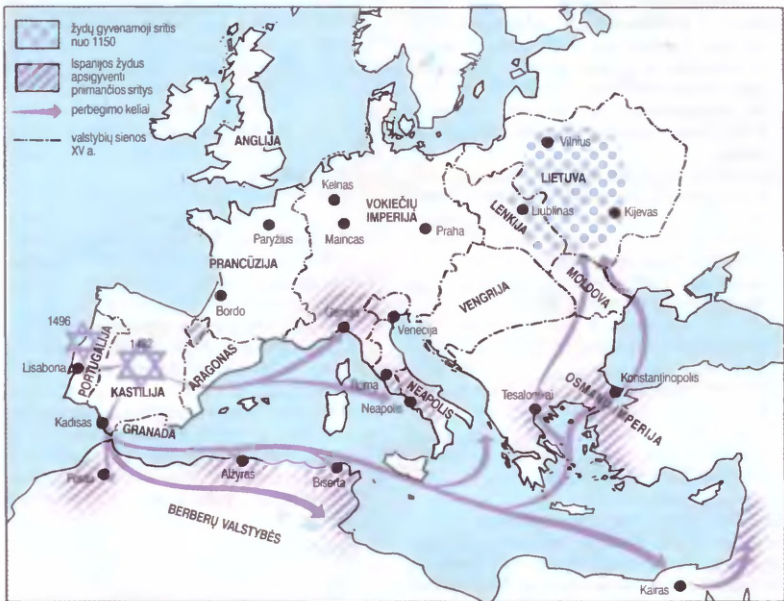 žydų gyvenamoji sritis
nuo 1150
Ispanijos žydus
apsigyventi
priimančios sritys
perbėgimo keliai
valstybių sienos
XV a.
ANGLIJA
Vilnius
LIETUVA
Kelnas
VOKIEČIŲ
IMPERIJA
Liublinas
Kijevas
LENKIJA
Paryžius
Maincas
Praha
PRANCŪZIJA
VENGRIJA
MOLDOVA
Bordo
Venecija
1496
1492
PORTUGALIJA
Lisabona
KASTILIJA
ARAGONAS
Roma
NEAPOLIS
Neapolis
Konstantinopolis
OSMANŲ IMPERIJA
Kadisas
GRANADA
Alžyras
Biserta
BERBERŲ VALSTYBĖS
Kairas